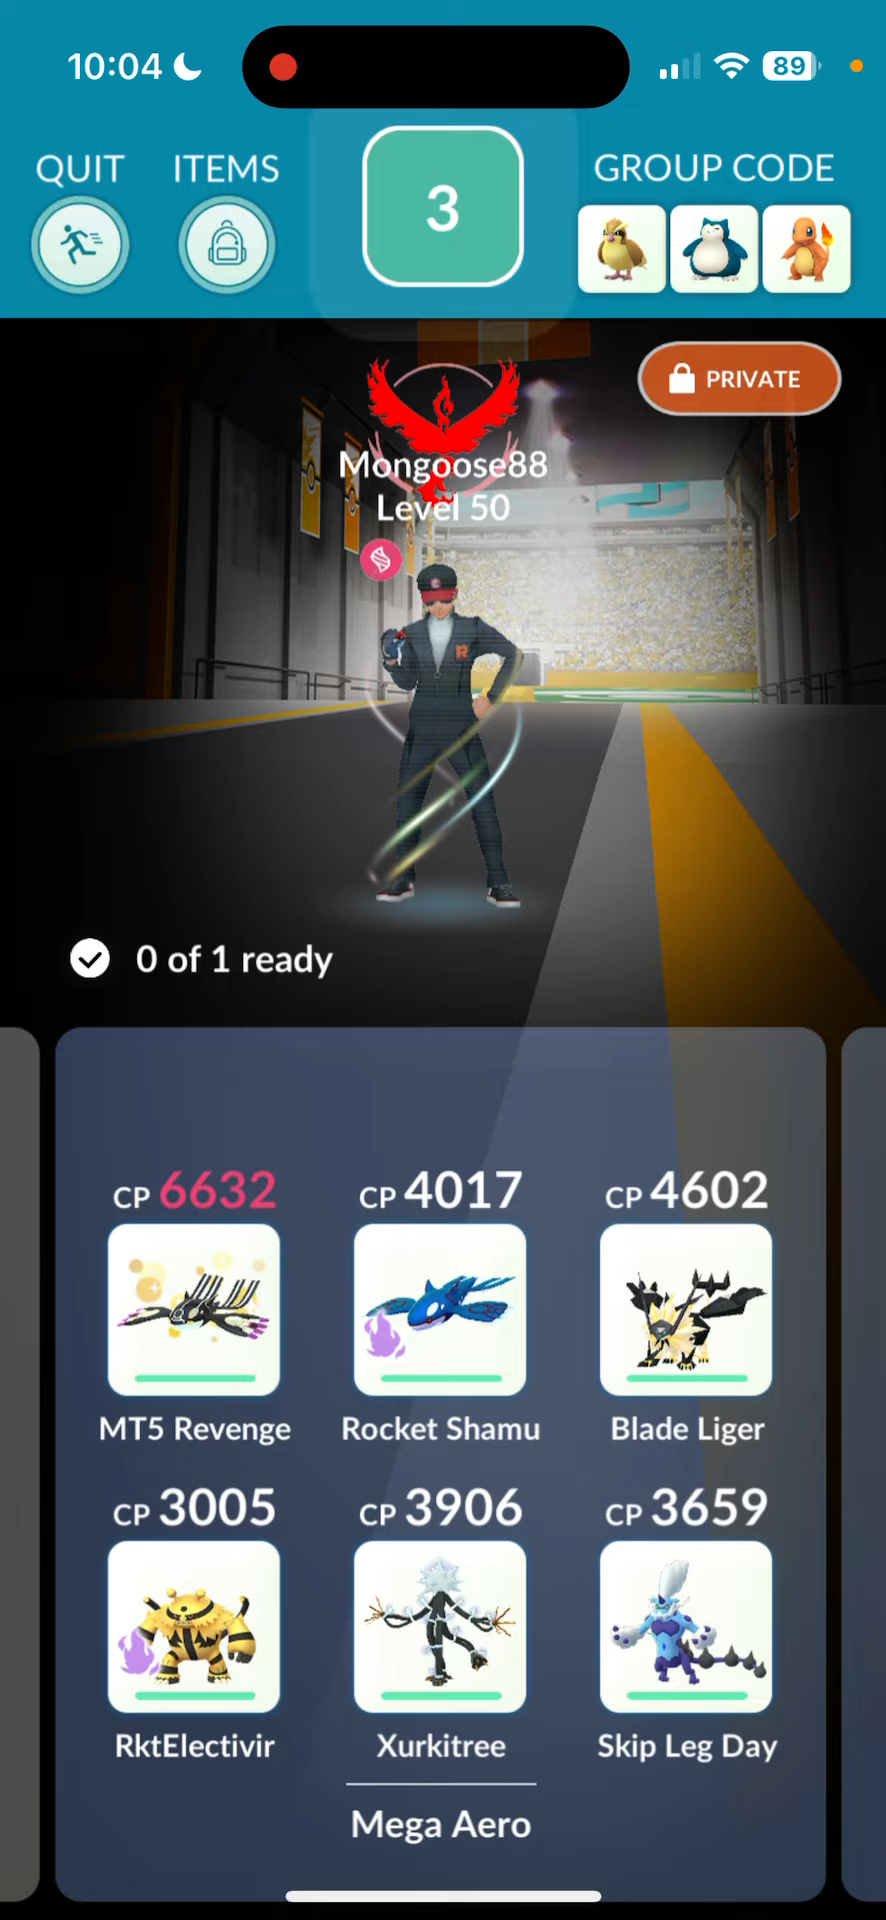 10:04
89
QUIT
ITEMS
3
GROUP CODE
PRIVATE
Mongoose88
Level 50
R
0 of 1 ready
CP 6632
CP 4017
CP 4602
MT5 Revenge
Rocket Shamu
Blade Liger
CP 3005
CP 3906
CP 3659
RktElectivir
Xurkitree
Skip Leg Day
Mega Aero